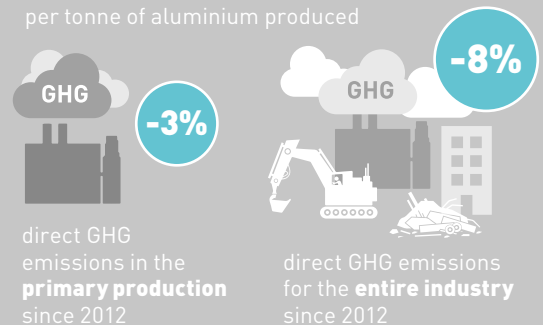 per tonne of aluminium produced
GHG
-3%
direct GHG
emissions in the
primary production
since 2012
GHG
-8%
direct GHG emissions
for the entire industry
since 2012